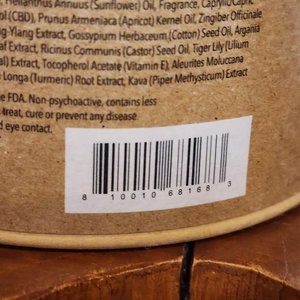 Helianthus Annuus (Sunflower) Oil, Fragrance, Caprylic/Capric
(CBD), Prunus Armeniaca (Apricot) Kernel Oil, Zingiber Officinale
-Ylang Extract, Gossypium Herbaceum (Cotton) Seed Oil, Argania
Extract, Ricinus Communis (Castor) Seed Oil, Tiger Lily (Lilium
Extract, Tocopherol Acetate (Vitamin E), Aleurites Moluccana
Longa (Turmeric) Root Extract, Kava (Piper Methysticum) Extract
FDA. Non-psychoactive, contains less
treat, cure or prevent any disease.
eye contact.
8 10010 68168 3